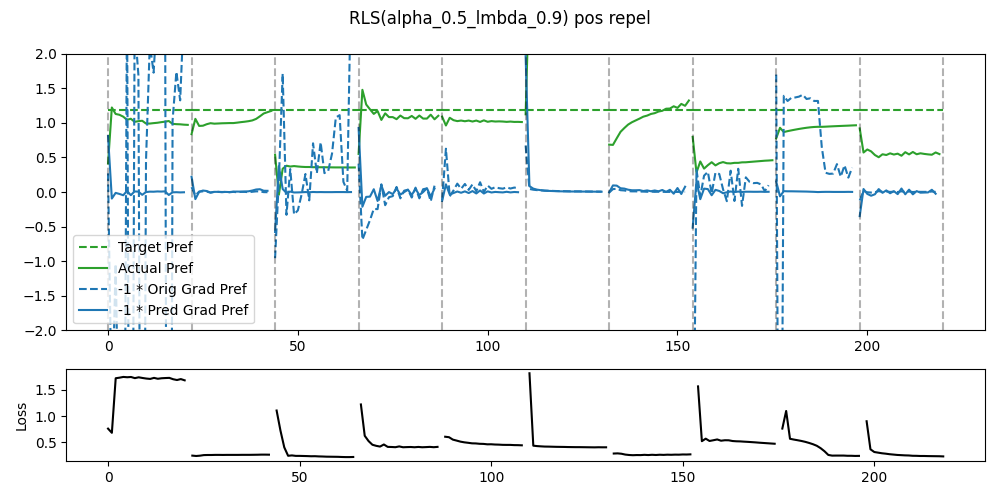 RLS(alpha_0.5_lmbda_0.9) pos repel
2.0
1.5
1.0
0.5
0.0
-0.5
-1.0
-1.5
-2.0
Target Pref
Actual Pref
-1 * Orig Grad Pref
-1 * Pred Grad Pref
0 50 100 150 200
Loss
1.5
1.0
0.5
0 50 100 150 200